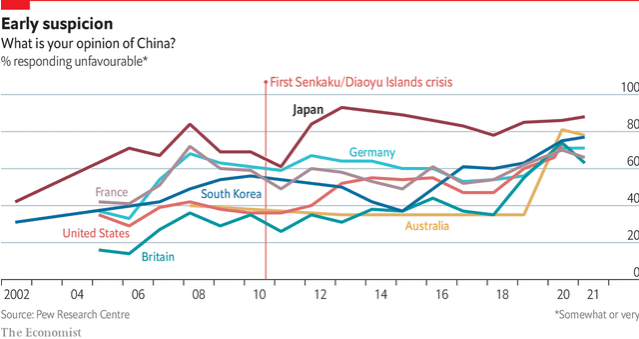 Early suspicion
What is your opinion of China?
% responding unfavourable*
First Senkaku/Diaoyu Islands crisis
100
Japan
80
Germany
60
France
South Korea
40
United States
Australia
20
Britain
0
2002 04 06 08 10 12 14 16 18 20 21
Source: Pew Research Centre
*Somewhat or very
The Economist